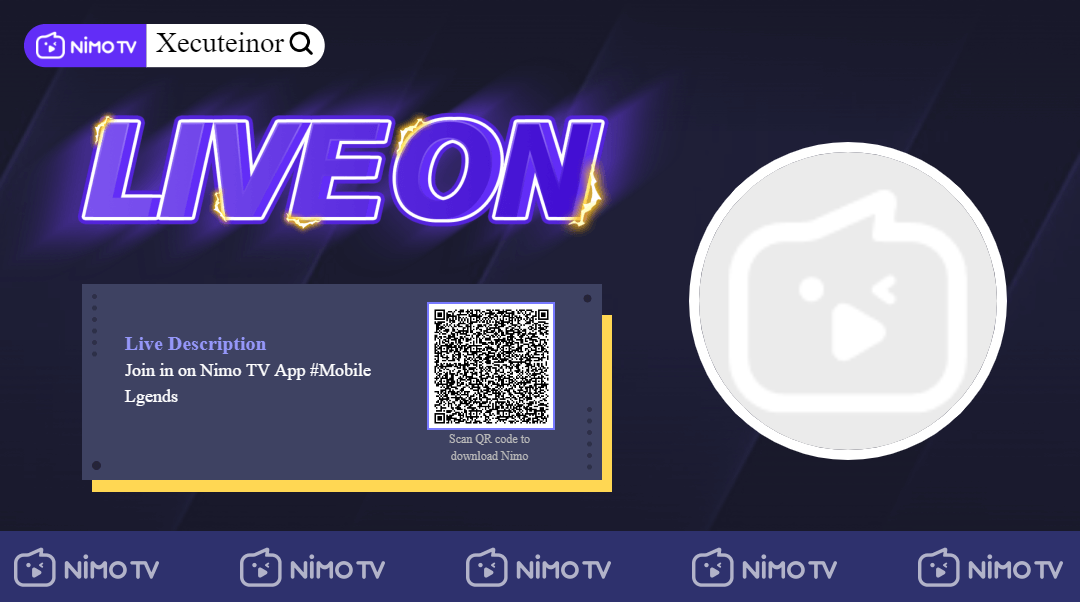 NiMO TV Xecuteinor
LIVE ON
Live Description
Join in on Nimo TV App #Mobile
Lgends
Scan QR code to
download Nimo
NiMO TV NiMO TV NiMO TV NiMO TV NiMO TV